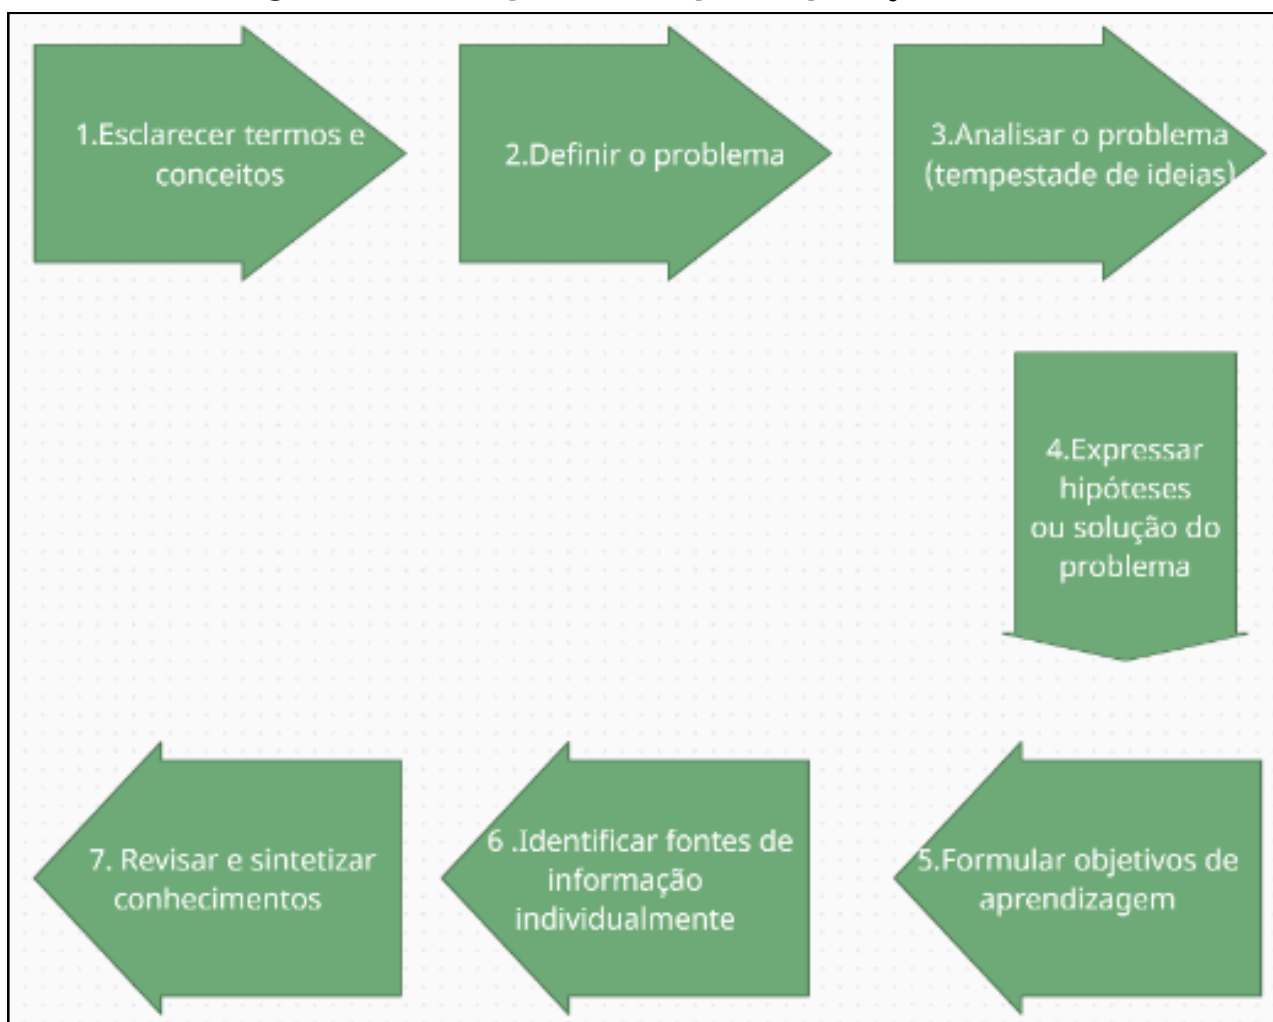 1.Esclarecer termos e
conceitos
2.Definir o problema
3.Analisar o problema
(tempestade de ideias)
4.Expressar
hipóteses
ou solução do
problema
5.Formular objetivos de
aprendizagem
6 .Identificar fontes de
informação
individualmente
7. Revisar e sintetizar
conhecimentos